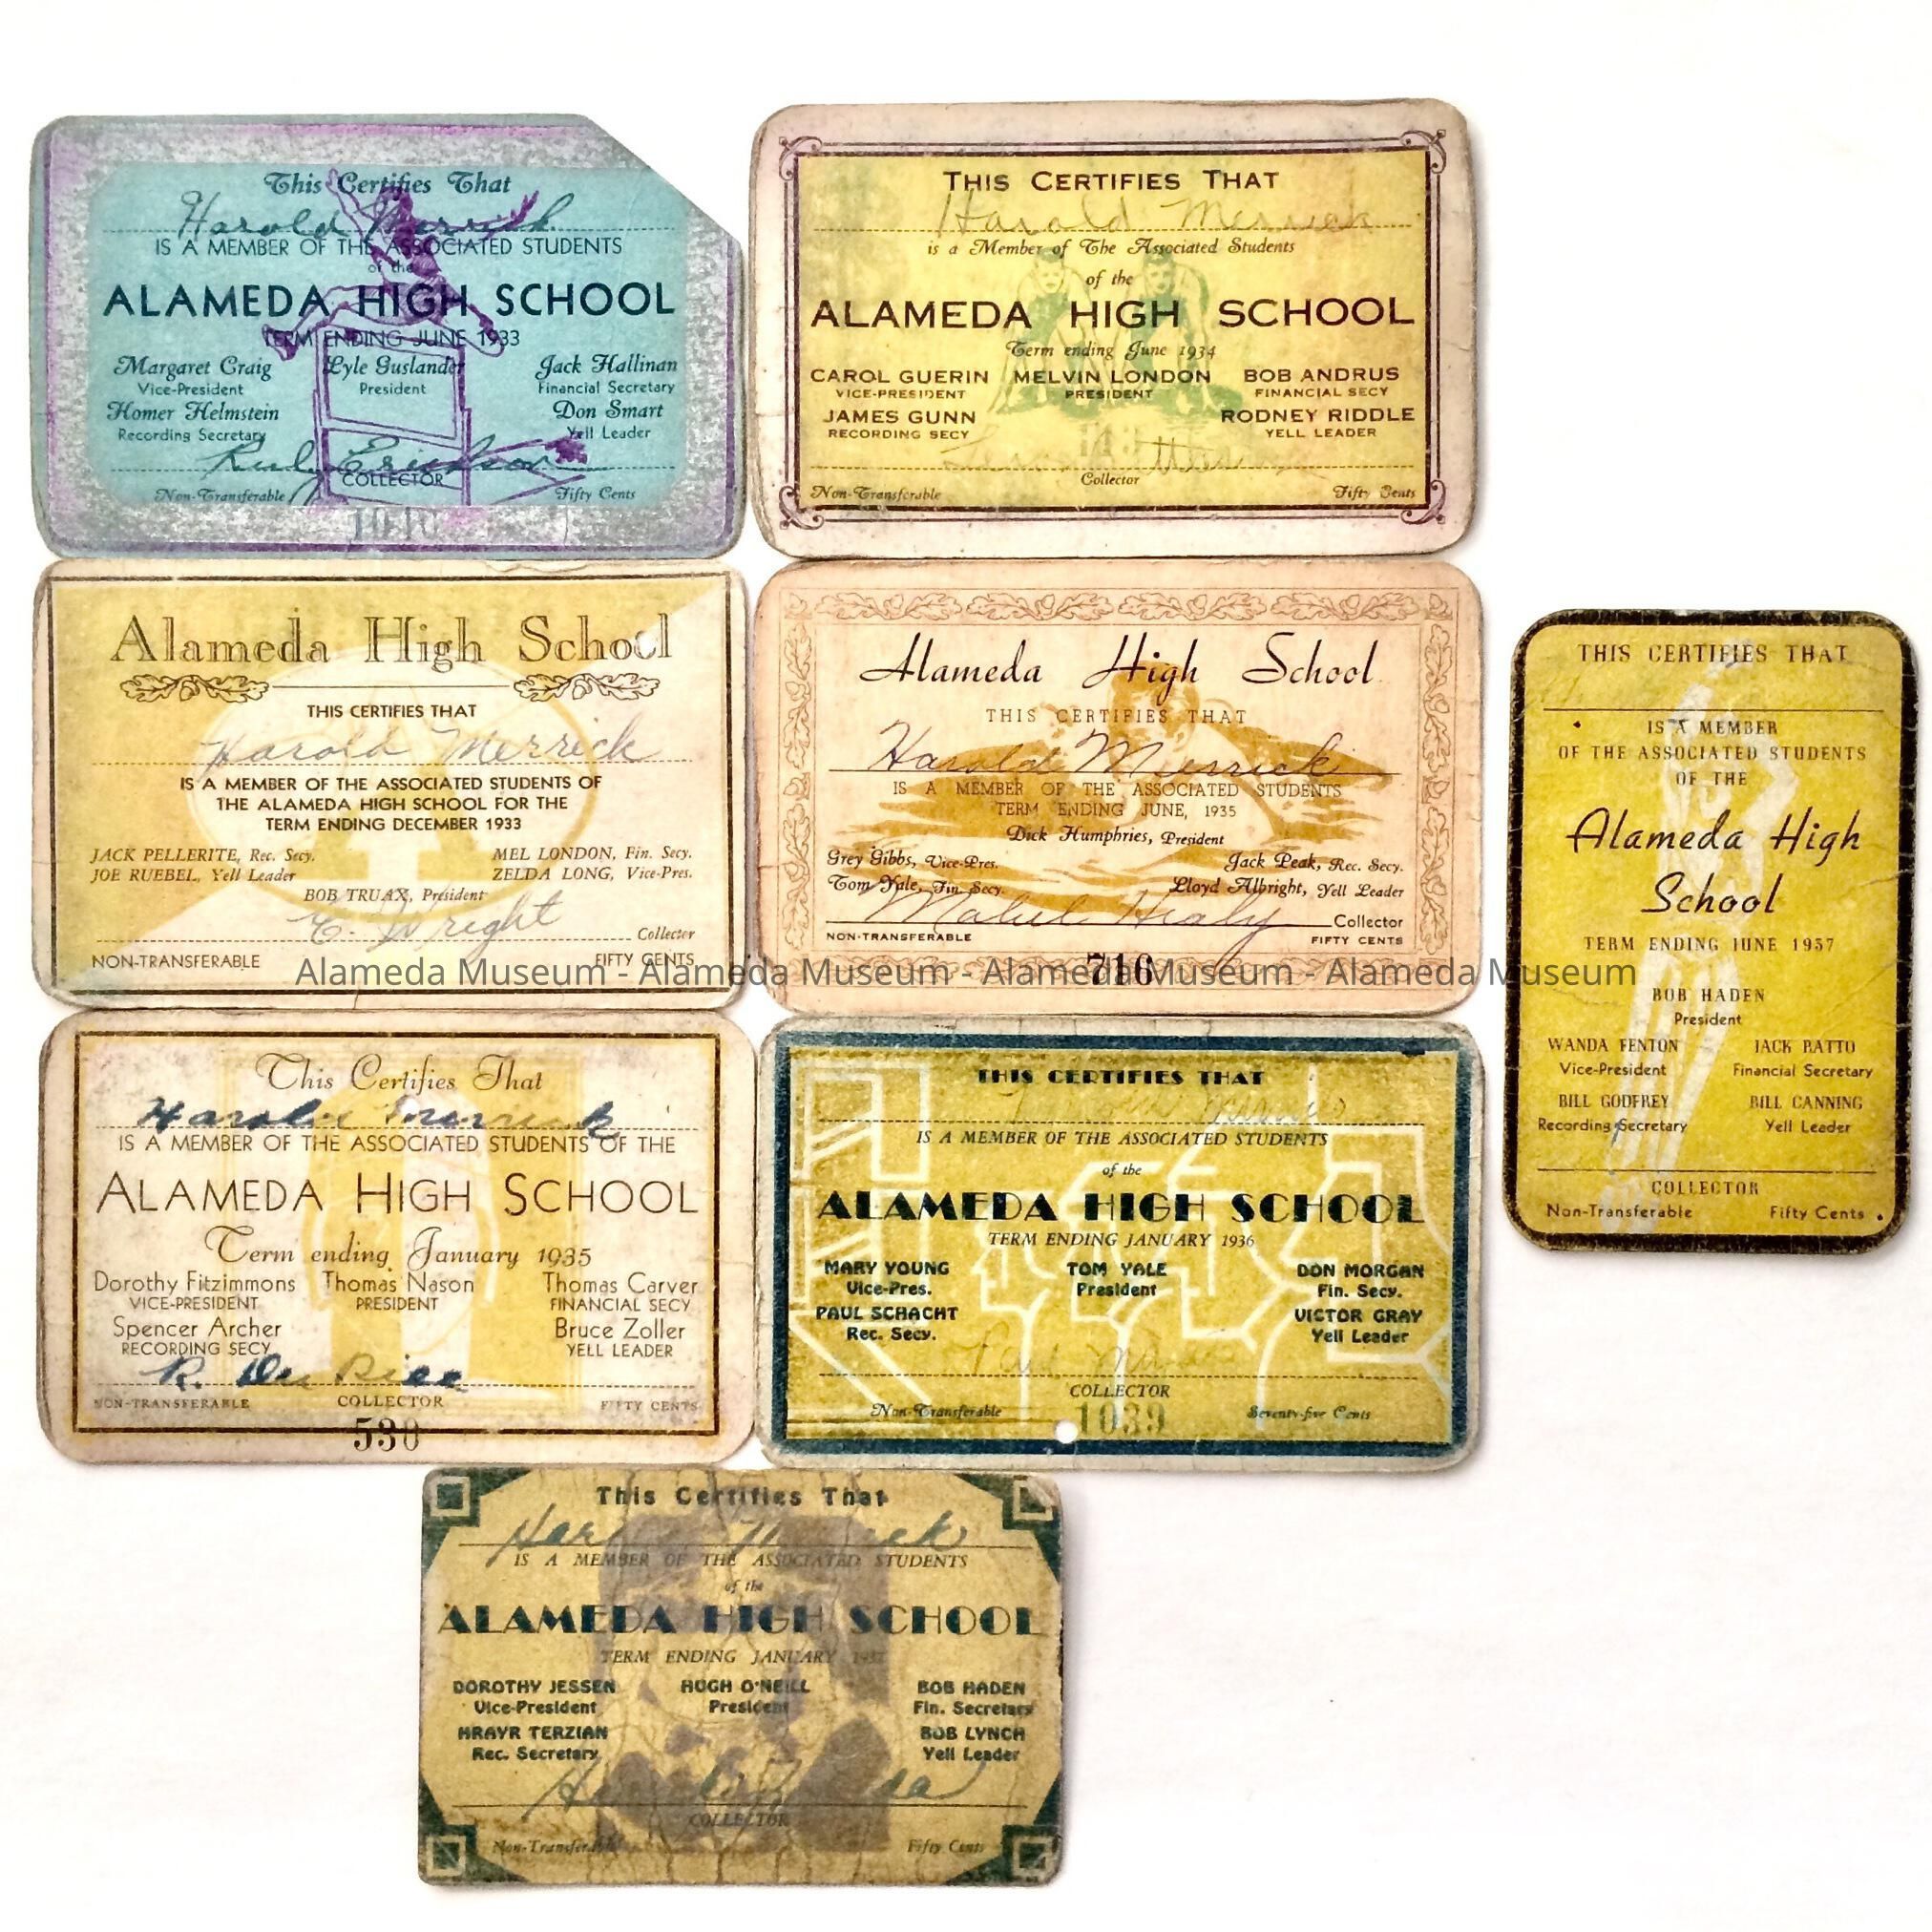 This Certifies That
Harold Merrick
IS A MEMBER OF THE ASSOCIATED STUDENTS
of the
ALAMEDA HIGH SCHOOL
TERM ENDING JUNE 1933
Margaret Craig Lyle Guslander Jack Hallinan
Vice-President President Financial Secretary
Homer Helmstein Don Smart
Recording Secretary Yell Leader
Erickson
COLLECTOR
Non-Transferable Fifty Cents
THIS CERTIFIES THAT
Harold Merrick
is a Member of The Associated Students
of the
ALAMEDA HIGH SCHOOL
Term ending June 1934
CAROL GUERIN MELVIN LONDON BOB ANDRUS
VICE-PRESIDENT PRESIDENT FINANCIAL SECY
JAMES GUNN RODNEY RIDDLE
RECORDING SECY YELL LEADER
Collector
Non-Transferable Fifty Cents
Alameda High School
THIS CERTIFIES THAT
Harold Merrick
IS A MEMBER OF THE ASSOCIATED STUDENTS OF
THE ALAMEDA HIGH SCHOOL FOR THE
TERM ENDING DECEMBER 1933
JACK PELLERITE, Rec. Secy. MEL LONDON, Fin. Secy.
JOE RUEBEL, Yell Leader ZELDA LONG, Vice-Pres.
BOB TRUAX, President
C. Wright
Collector
NON-TRANSFERABLE FIFTY CENTS
Alameda High School
THIS CERTIFIES THAT
Harold Merrick
IS A MEMBER OF THE ASSOCIATED STUDENTS
TERM ENDING JUNE, 1935
Dick Humphries, President
Grey Gibbs, Vice-Pres. Jack Peak, Rec. Secy.
Tom Yale, Fin. Secy. Lloyd Albright, Yell Leader
Mabel Healy Collector
NON-TRANSFERABLE FIFTY CENTS
716
Alameda Museum - Alameda Museum - Alameda Museum - Alameda Museum
THIS CERTIFIES THAT
IS A MEMBER
OF THE ASSOCIATED STUDENTS
OF THE
Alameda High
School
TERM ENDING JUNE 1937
BOB HADEN
President
WANDA FENTON JACK RATTO
Vice-President Financial Secretary
BILL GODFREY BILL CANNING
Recording Secretary Yell Leader
COLLECTOR
Non-Transferable Fifty Cents
This Certifies That
Harold Merrick
IS A MEMBER OF THE ASSOCIATED STUDENTS OF THE
ALAMEDA HIGH SCHOOL
Term ending January 1935
Dorothy Fitzimmons Thomas Nason Thomas Carver
VICE-PRESIDENT PRESIDENT FINANCIAL SECY
Spencer Archer Bruce Zoller
RECORDING SECY YELL LEADER
R.
NON-TRANSFERABLE COLLECTOR FIFTY CENTS
530
THIS CERTIFIES THAT
IS A MEMBER OF THE ASSOCIATED STUDENTS
of the
ALAMEDA HIGH SCHOOL
TERM ENDING JANUARY 1936
MARY YOUNG TOM YALE DON MORGAN
Vice-Pres. President Fin. Secy.
PAUL SCHACHT VICTOR GRAY
Rec. Secy. Yell Leader
Paul
COLLECTOR
Non-Transferable 1039 Seventy-five Cents
This Certifies That
Harold Merrick
IS A MEMBER OF THE ASSOCIATED STUDENTS
of the
ALAMEDA HIGH SCHOOL
TERM ENDING JANUARY 1937
DOROTHY JESSEN HUGH O'NEILL BOB HADEN
Vice-President President Fin. Secretary
HRAYR TERZIAN BOB LYNCH
Rec. Secretary Yell Leader
COLLECTOR
Non-Transferable Fifty Cents